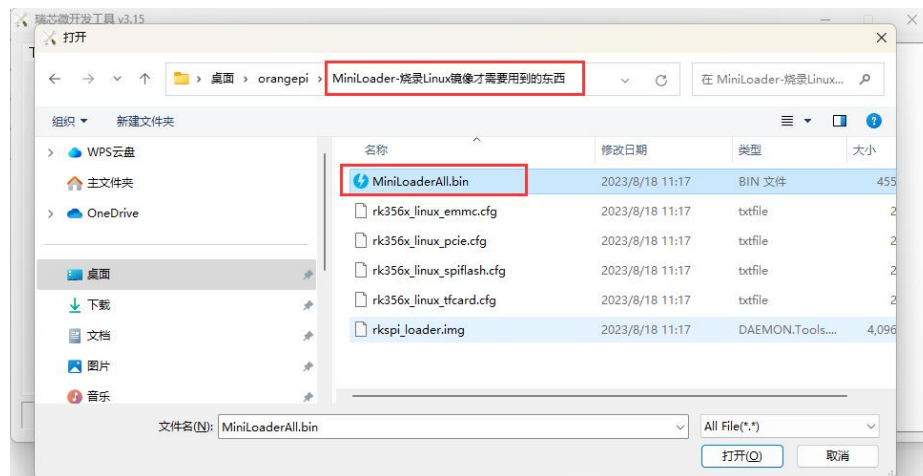 瑞芯微开发工具 v3.15
打开
桌面 › orangepi › MiniLoader-烧录Linux镜像才需要用到的东西
在 MiniLoader-烧录Linux...
组织 新建文件夹
名称 修改日期 类型 大小
WPS云盘
主文件夹
OneDrive
桌面
下载
文档
图片
音乐
MiniLoaderAll.bin 2023/8/18 11:17 BIN 文件 455
rk356x_linux_emmc.cfg 2023/8/18 11:17 txtfile 2
rk356x_linux_pcie.cfg 2023/8/18 11:17 txtfile 2
rk356x_linux_spiflash.cfg 2023/8/18 11:17 txtfile 2
rk356x_linux_tfcard.cfg 2023/8/18 11:17 txtfile 2
rkspi_loader.img 2023/8/18 11:17 DAEMON.Tools.... 4,096
文件名(N): MiniLoaderAll.bin All File(*.*)
打开(O) 取消